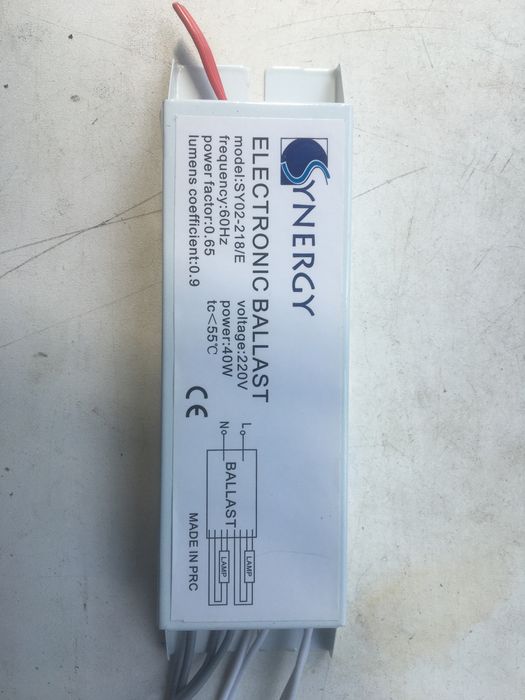 SYNERGY
ELECTRONIC BALLAST
model:SY02-218/E
voltage:220V
frequency:60Hz
power:40W
power factor:0.65
tc<55℃
lumens coefficient:0.9
CE
L
N
BALLAST
LAMP
LAMP
MADE IN PRC